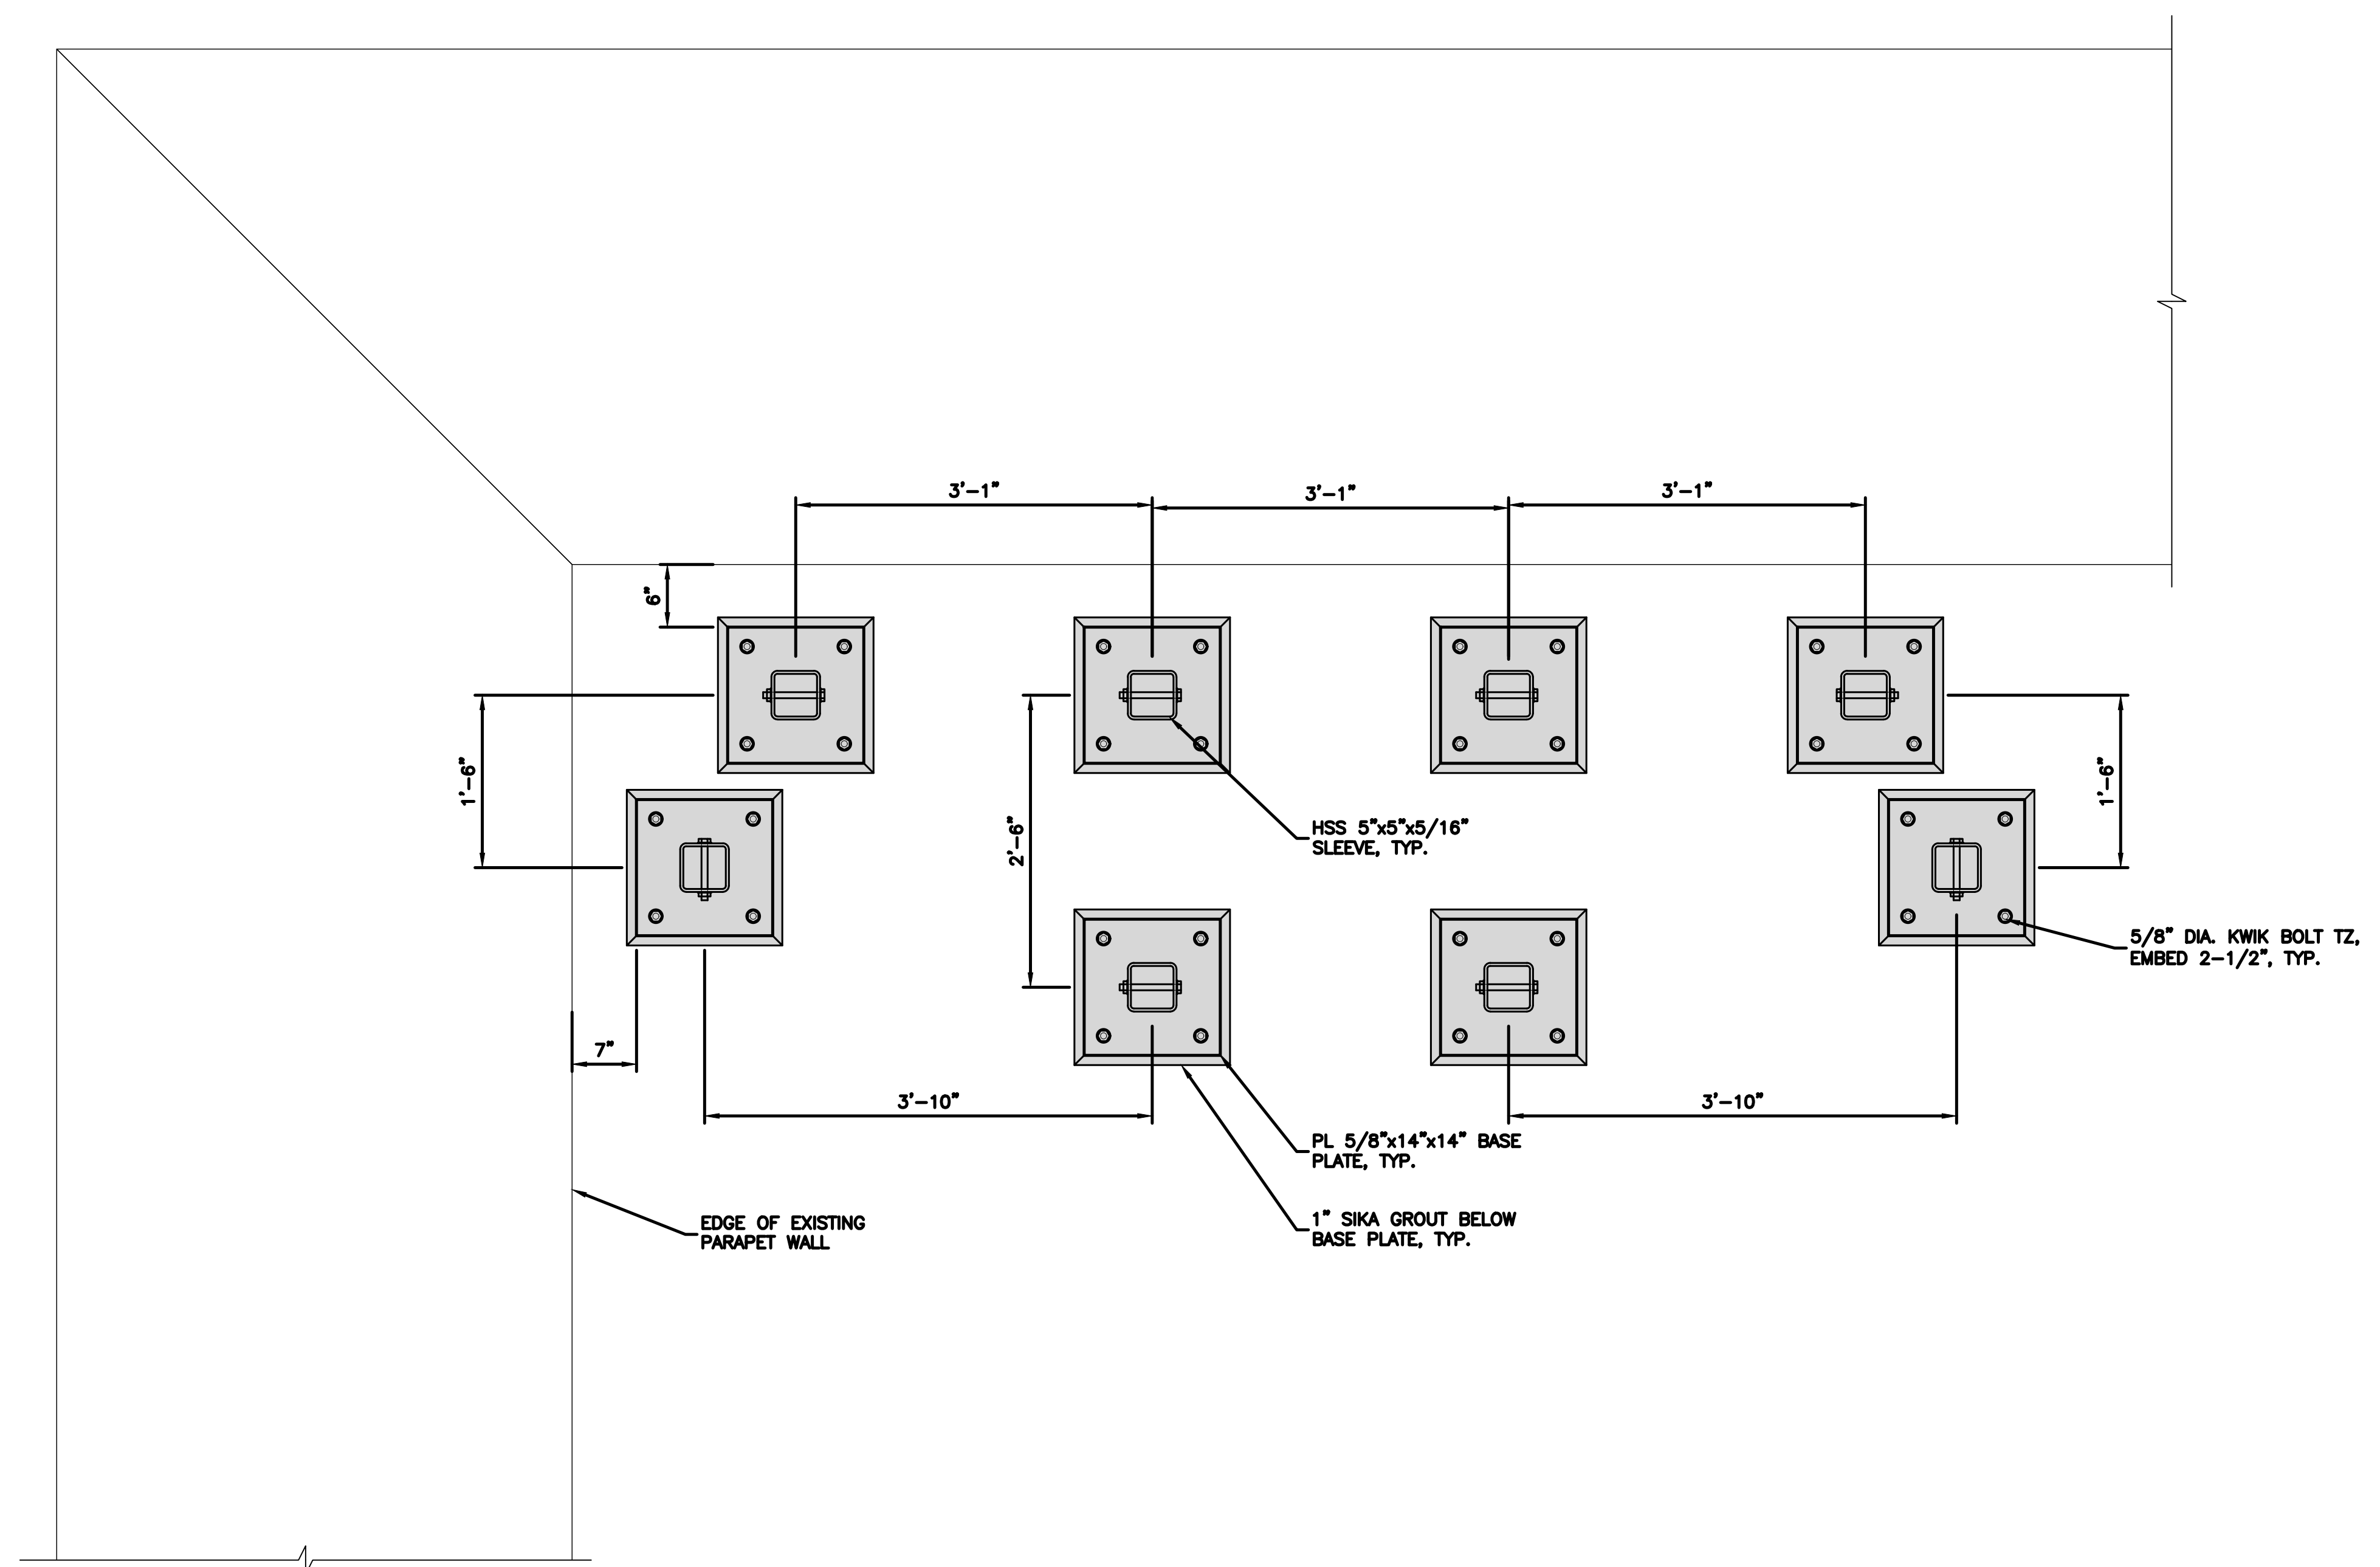 3'-1"
3'-1"
3'-1"
6"
1'-6"
1'-6"
2'-6"
HSS 5"x5"x5/16"
SLEEVE, TYP.
5/8" DIA. KWIK BOLT TZ,
EMBED 2-1/2", TYP.
7"
3'-10"
3'-10"
PL 5/8"x14"x14" BASE
PLATE, TYP.
EDGE OF EXISTING
PARAPET WALL
1" SIKA GROUT BELOW
BASE PLATE, TYP.